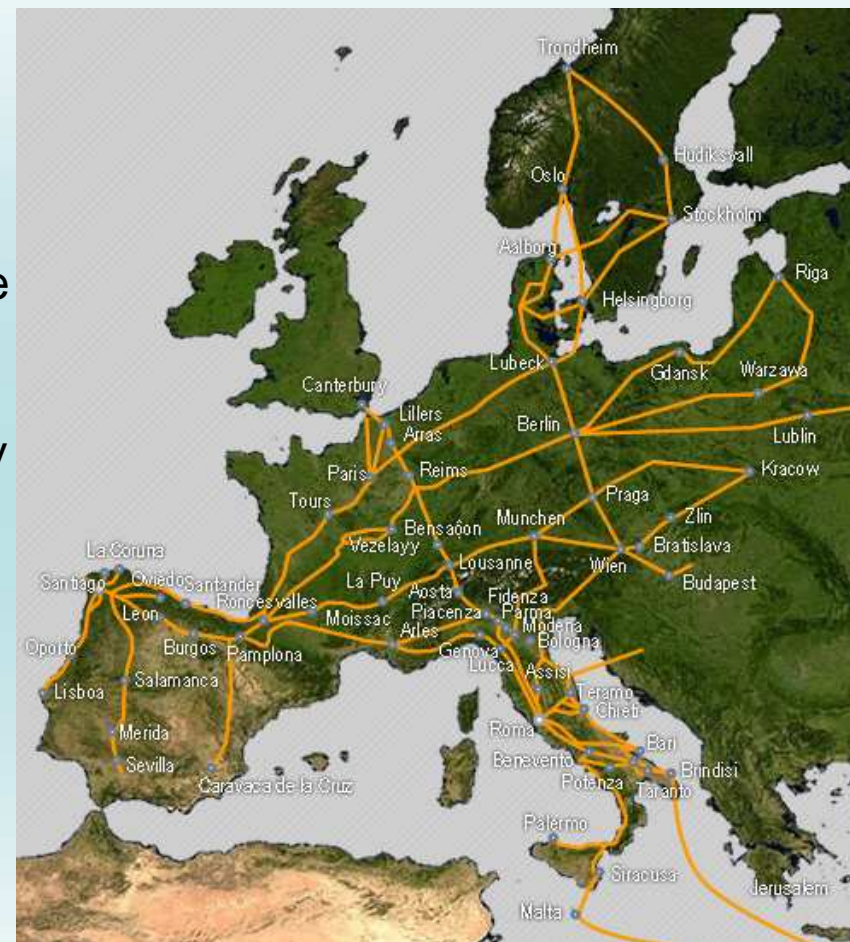 Trondheim
Hudiksvall
Oslo
Stockholm
Aalborg
Riga
e
Helsingborg
Lubeck
Gdansk
Warzawa
Canterbury
Lillers
Arras
Berlin
Lublin
y
Paris
Reims
Kracow
Tours
Praga
Zlin
Munchen
Bensaôon
Vezelayy
Bratislava
Wien
La Coruna
Lousanne
Budapest
Santiago
Oviedo
Santander
La Puy
Aosta
Fidenza
Roncesvalles
Piacenza
Parma
Leon
Moissac
Modena
Arles
Bologna
Oporto
Burgos
Pamplona
Genova
Lucca
Assisi
Salamanca
Lisboa
Teramo
Chieti
Roma
Merida
Bari
Sevilla
Benevento
Brindisi
Potenza
Taranto
Caravaca de la Cruz
Palermo
Siracusa
Jerusalem
Malta